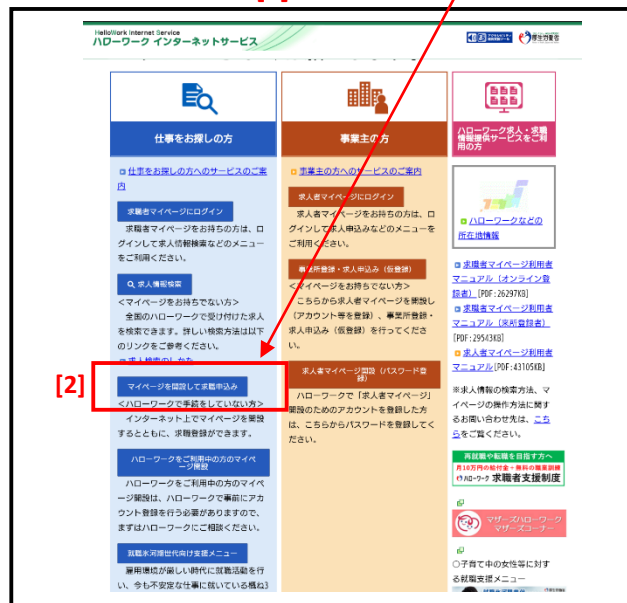 HelloWork Internet Service
ハローワーク インターネットサービス
厚生労働省
仕事をお探しの方
仕事をお探しの方へのサービスのご案
内
求職者マイページにログイン
求職者マイページをお持ちの方は、ロ
グインして求人情報検索などのメニュー
をご利用ください。
求人情報検索
<マイページをお持ちでない方>
全国のハローワークで受け付けた求人
を検索できます。詳しい検索方法は以下
のリンクをご参考ください。
求人検索のしかた
[2]
マイページを開設して求職申込み
<ハローワークで手続をしていない方>
インターネット上でマイページを開設
するとともに、求職登録ができます。
ハローワークをご利用中の方のマイペ
ージ開設
ハローワークをご利用中の方のマイペ
ージ開設は、ハローワークで事前にアカ
ウント登録を行う必要がありますので、
まずはハローワークにご相談ください。
就職氷河期世代向け支援メニュー
雇用環境が厳しい時代に就職活動を行
い、今も不安定な仕事に就いている概ね3
事業主の方
事業主の方へのサービスのご案内
求人者マイページにログイン
求人者マイページをお持ちの方は、ロ
グインして求人申込みなどのメニューを
ご利用ください。
事業所登録・求人申込み（仮登録）
<マイページをお持ちでない方>
こちらから求人者マイページを開設し
（アカウント等を登録）、事業所登録・
求人申込み（仮登録）を行ってくださ
い。
求人者マイページ開設（パスワード登
録）
ハローワークで「求人者マイページ」
開設のためのアカウントを登録した方
は、こちらからパスワードを登録してく
ださい。
ハローワーク求人・求職
情報提供サービスをご利
用の方
ハローワークなどの
所在地情報
求職者マイページ利用者
マニュアル（オンライン登
録者）[PDF:26297KB]
求職者マイページ利用者
マニュアル（来所登録者）
[PDF:29543KB]
求人者マイページ利用者
マニュアル[PDF:43105KB]
※求人情報の検索方法、マ
イページの操作方法に関す
るお問い合わせ先は、こち
らをご覧ください。
再就職や転職を目指す方へ
月10万円の給付金+無料の職業訓練
ハローワーク 求職者支援制度
マザーズハローワーク
マザーズコーナー
○子育て中の女性等に対す
る就職支援メニュー